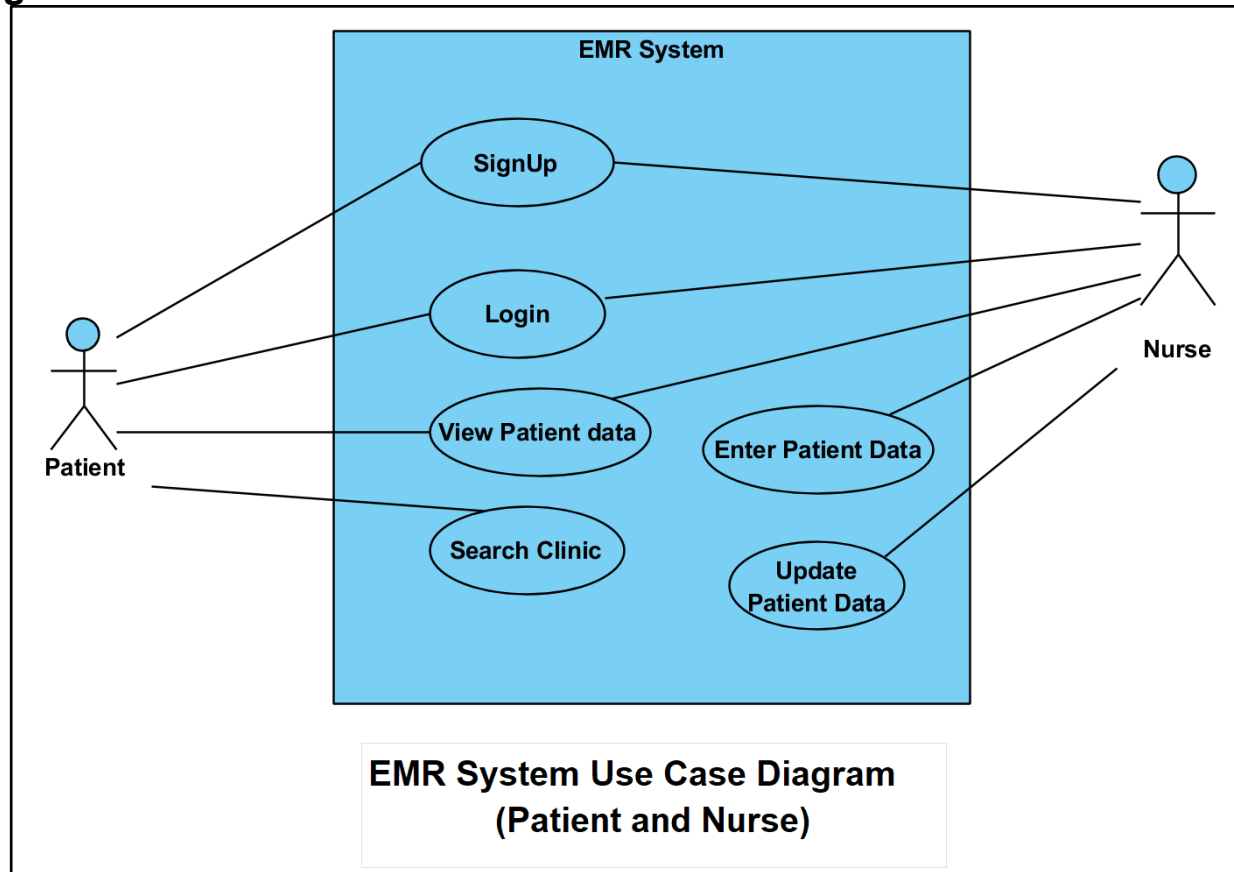 EMR System
SignUp
Login
Nurse
View Patient data
Enter Patient Data
Patient
Search Clinic
Update
Patient Data
EMR System Use Case Diagram
(Patient and Nurse)